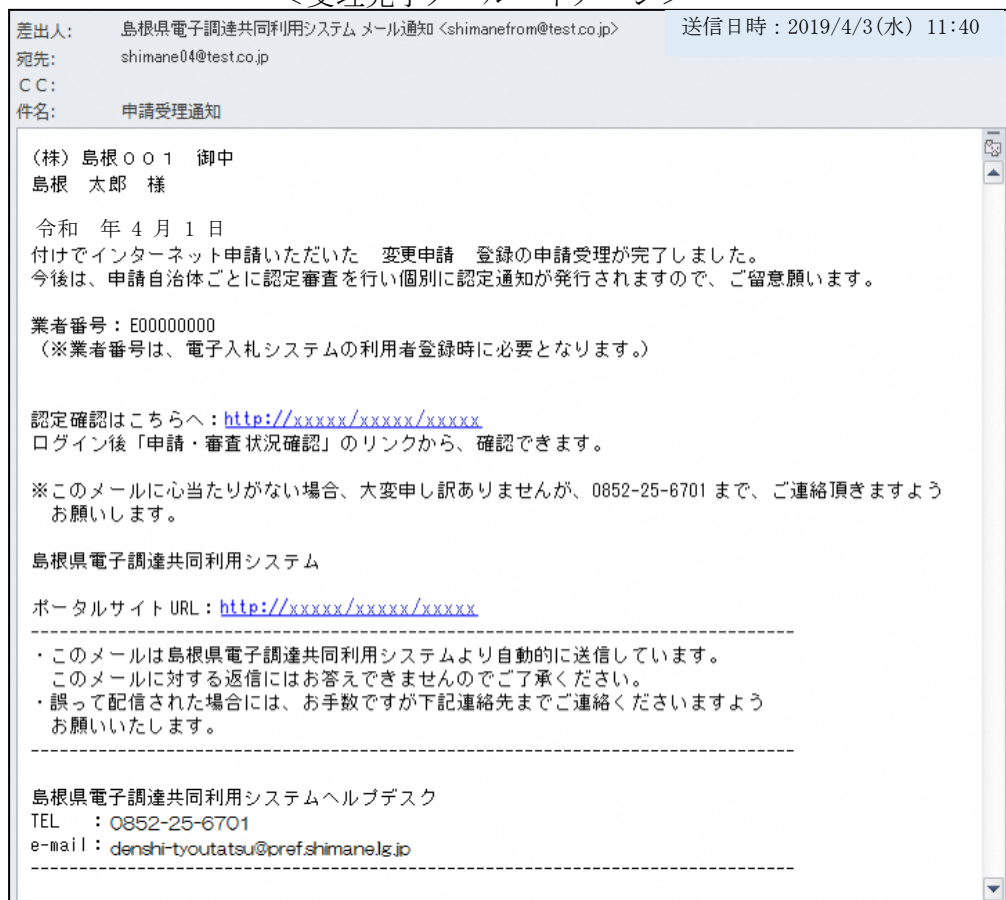 差出人: 島根県電子調達共同利用システム メール通知 <shimanefrom@test.co.jp> 送信日時：2019/4/3(水) 11:40
宛先: shimane04@test.co.jp
CC:
件名: 申請受理通知
（株）島根００１　御中
島根　太郎　様
令和　年 4 月 1 日
付けでインターネット申請いただいた　変更申請　登録の申請受理が完了しました。
今後は、申請自治体ごとに認定審査を行い個別に認定通知が発行されますので、ご留意願います。
業者番号：E00000000
（※業者番号は、電子入札システムの利用者登録時に必要となります。）
認定確認はこちらへ：http://xxxxx/xxxxx/xxxxx
ログイン後「申請・審査状況確認」のリンクから、確認できます。
※このメールに心当たりがない場合、大変申し訳ありませんが、0852-25-6701 まで、ご連絡頂きますよう
お願いします。
島根県電子調達共同利用システム
ポータルサイト URL：http://xxxxx/xxxxx/xxxxx
------------------------------------------------------------------------------
・このメールは島根県電子調達共同利用システムより自動的に送信しています。
このメールに対する返信にはお答えできませんのでご了承ください。
・誤って配信された場合には、お手数ですが下記連絡先までご連絡くださいますよう
お願いいたします。
------------------------------------------------------------------------------
島根県電子調達共同利用システムヘルプデスク
TEL　：0852-25-6701
e-mail：denshi-tyoutatsu@pref.shimane.lg.jp
------------------------------------------------------------------------------